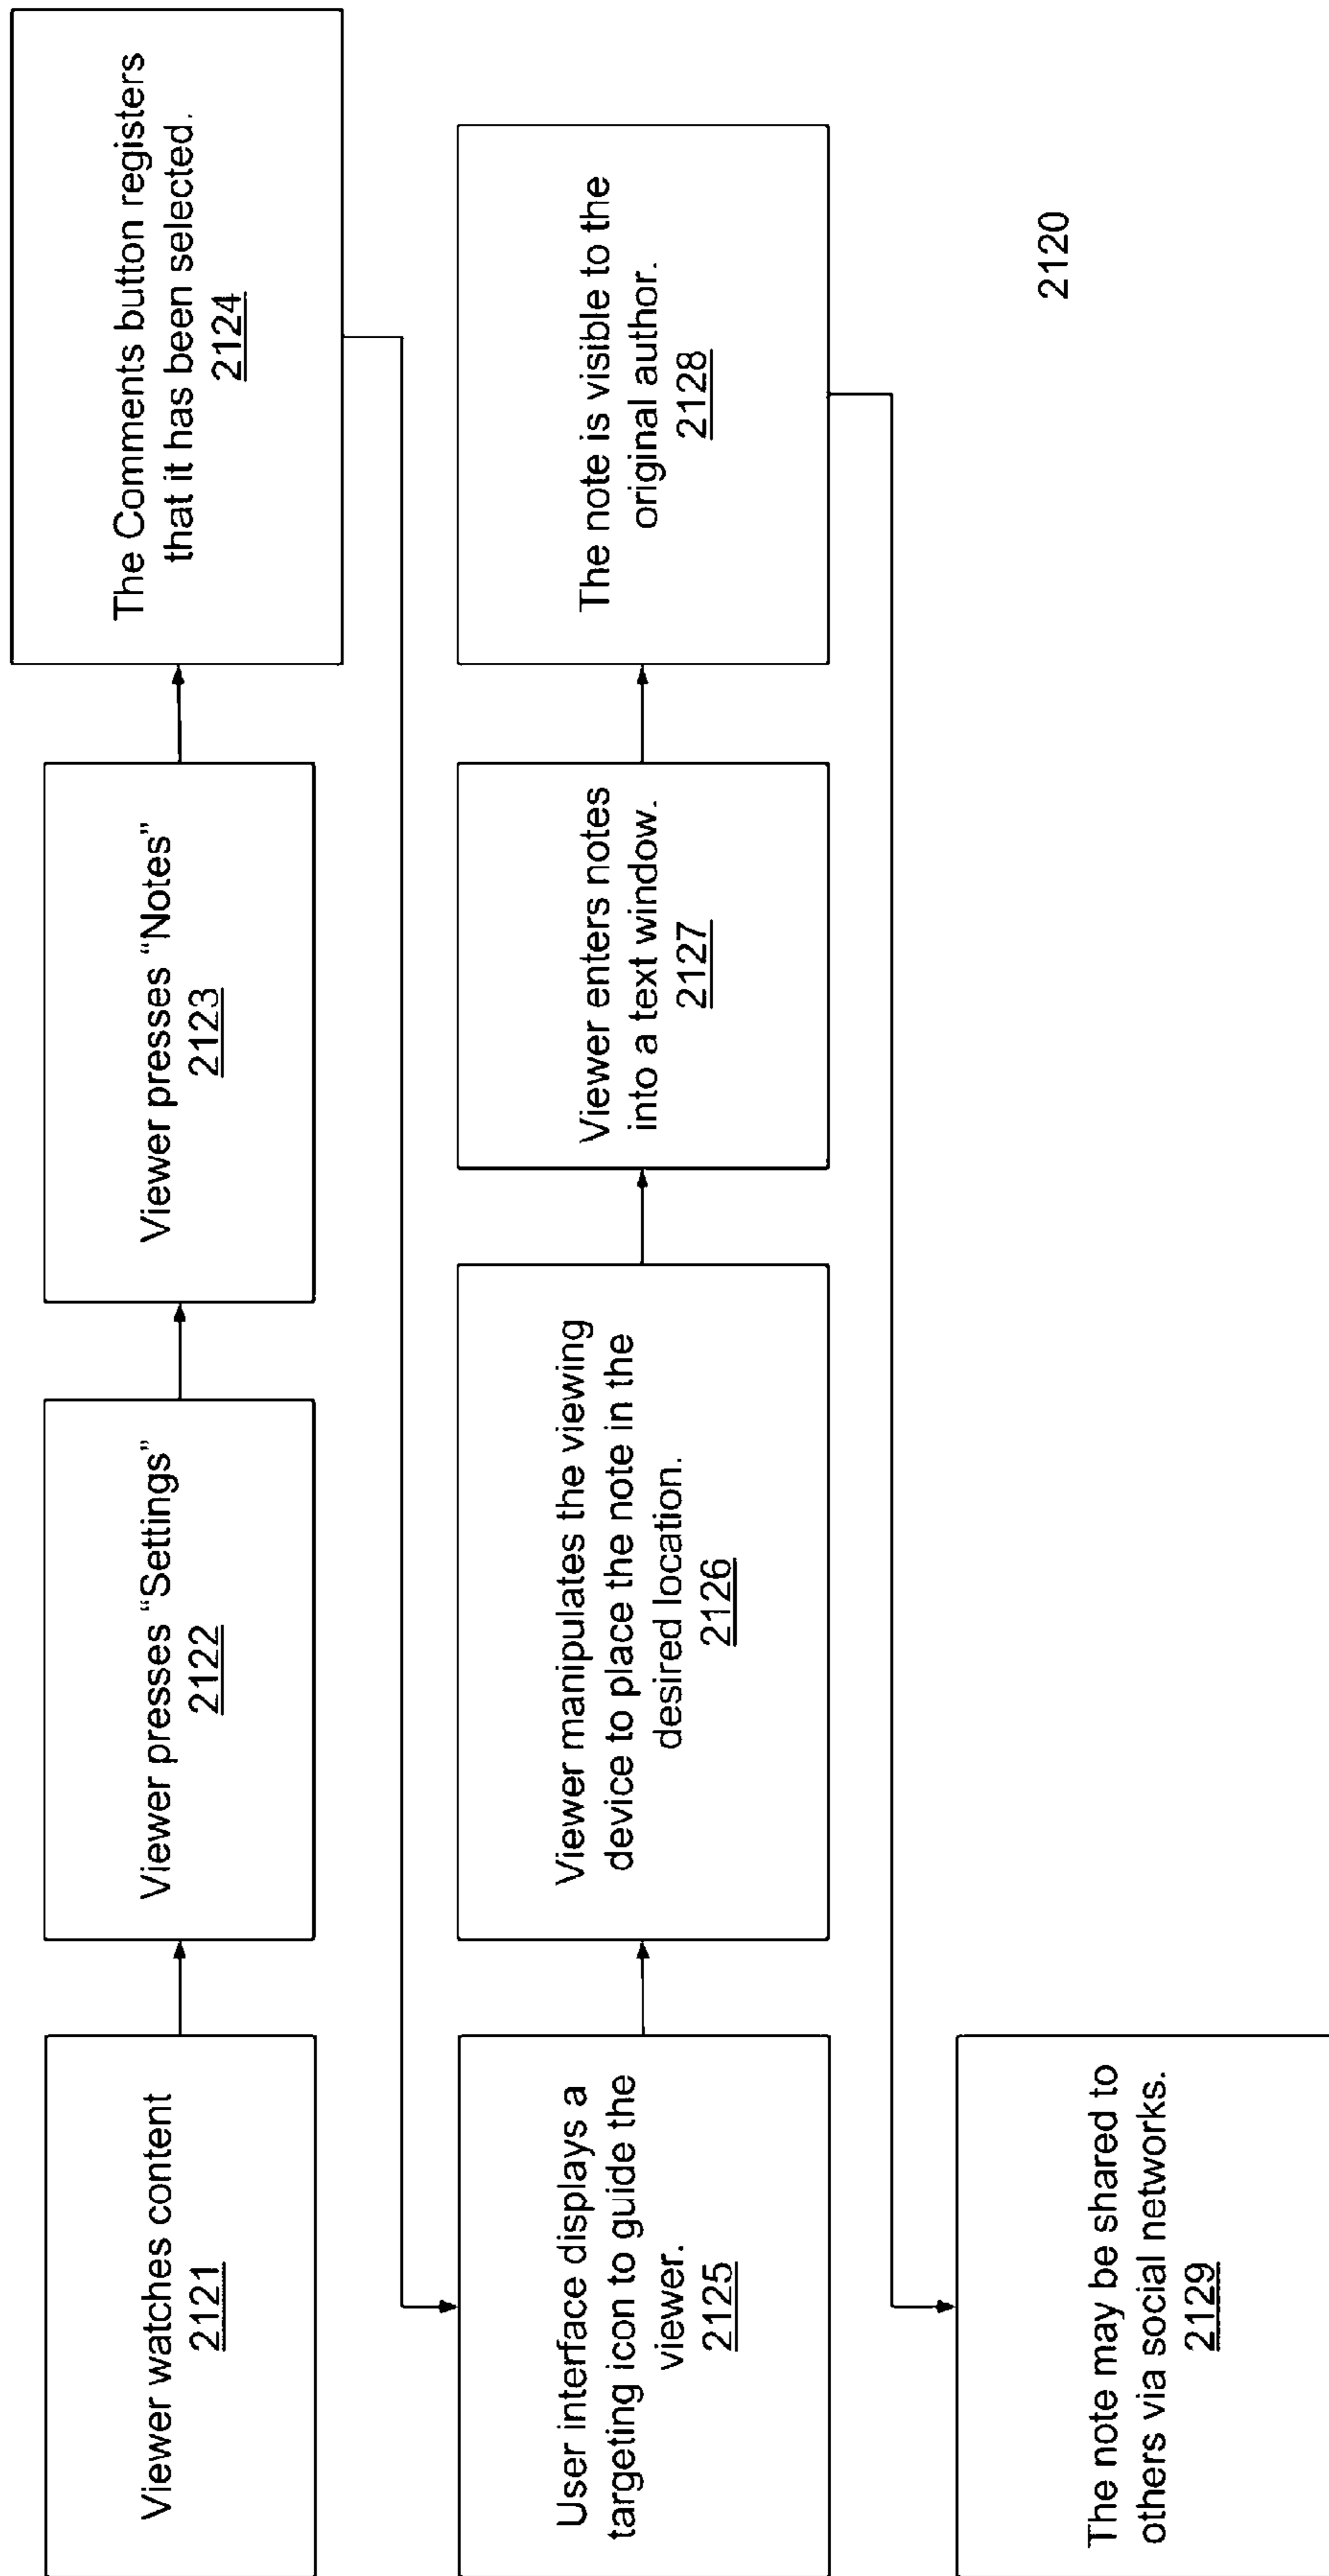 Viewer watches content
2121
Viewer presses “Settings”
2122
Viewer presses “Notes”
2123
The Comments button registers
that it has been selected.
2124
User interface displays a
targeting icon to guide the
viewer.
2125
Viewer manipulates the viewing
device to place the note in the
desired location.
2126
Viewer enters notes
into a text window.
2127
The note is visible to the
original author.
2128
The note may be shared to
others via social networks.
2129
2120